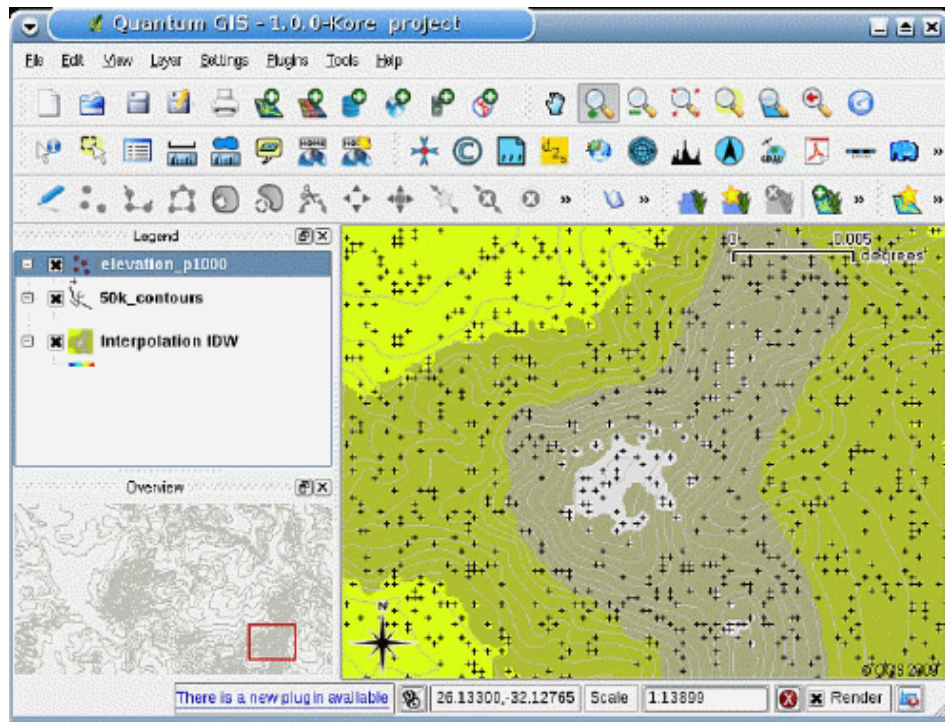 Quantum GIS - 1.0.0-Kore project
File Edit View Layer Settings Plugins Tools Help
Legend
elevation_p1000
50k_contours
Interpolation IDW
Overview
0 0.005
degrees
N
There is a new plugin available 26.13300,-32.12765 Scale 1:13899 Render